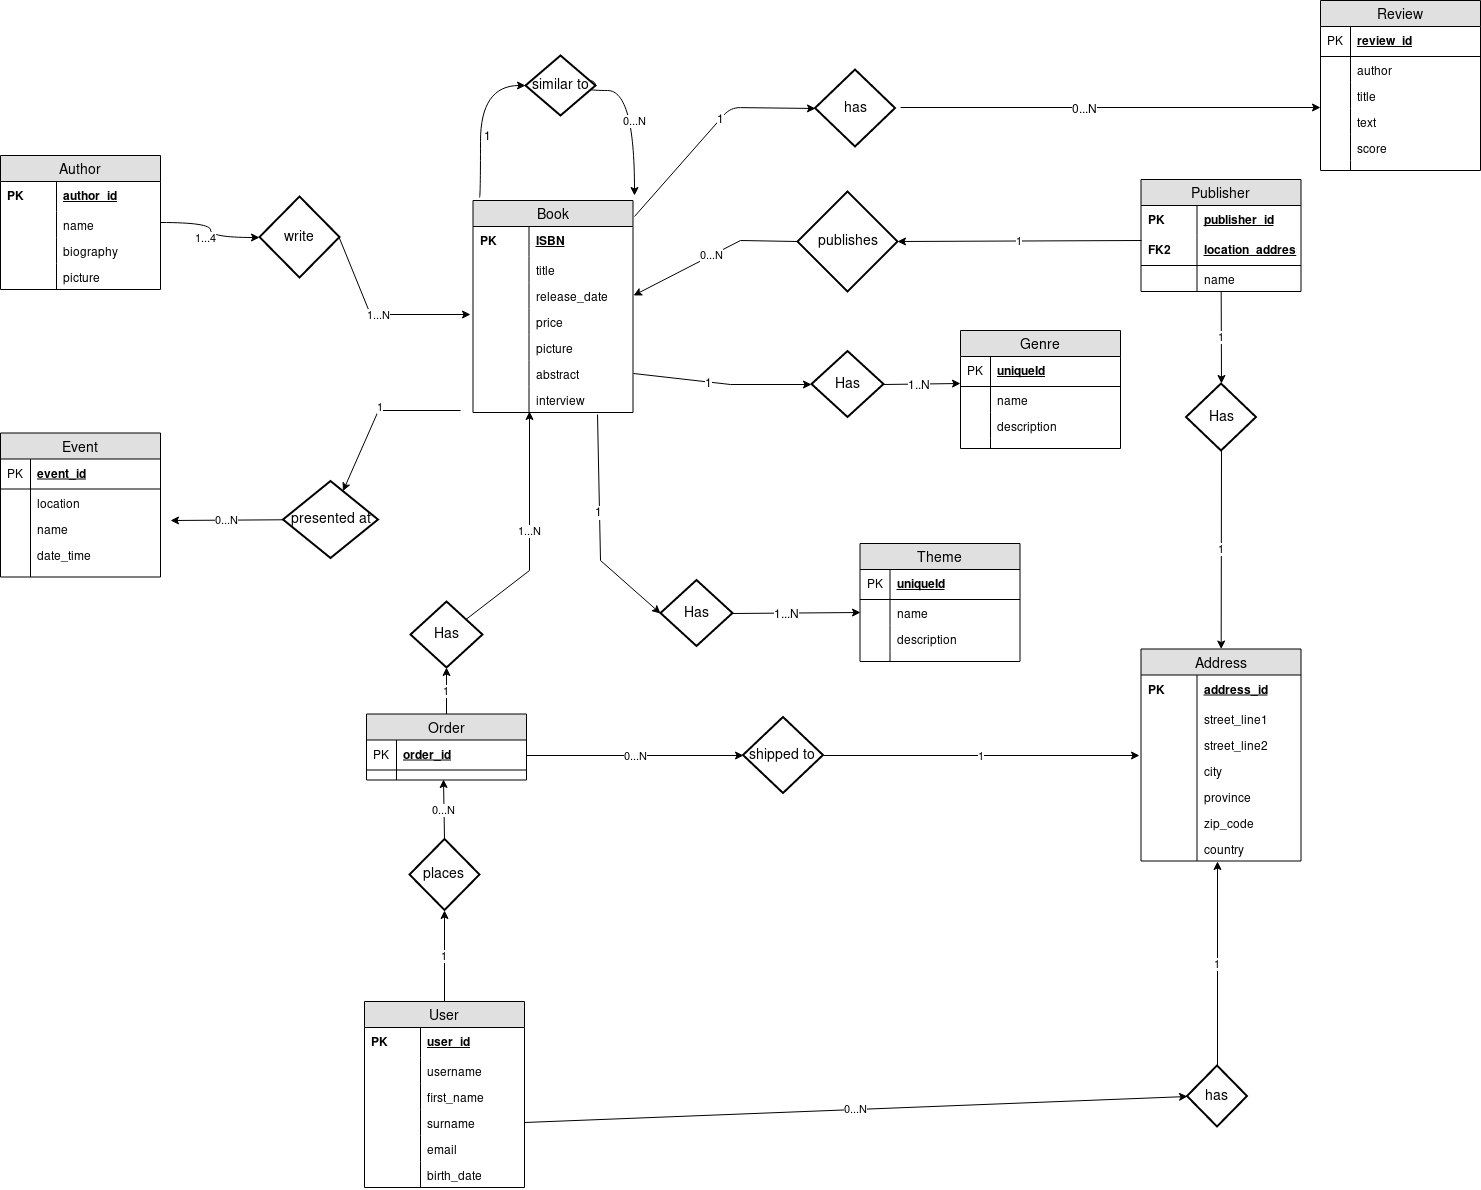 Review
PK review_id
author
title
text
score
similar to
1
0...N
has
1
0...N
Author
PK author_id
name
biography
picture
1...4
write
1...N
Book
PK ISBN
title
release_date
price
picture
abstract
interview
publishes
0...N
1
Publisher
PK publisher_id
FK2 location_addres
name
1
Has
1
Genre
PK uniqueId
name
description
1
Has
1..N
1
Event
PK event_id
location
name
date_time
0...N
presented at
1...N
1
Has
1...N
Theme
PK uniqueId
name
description
Has
1
Order
PK order_id
0...N
shipped to
1
Address
PK address_id
street_line1
street_line2
city
province
zip_code
country
0...N
places
1
User
PK user_id
username
first_name
surname
email
birth_date
0...N
has
1